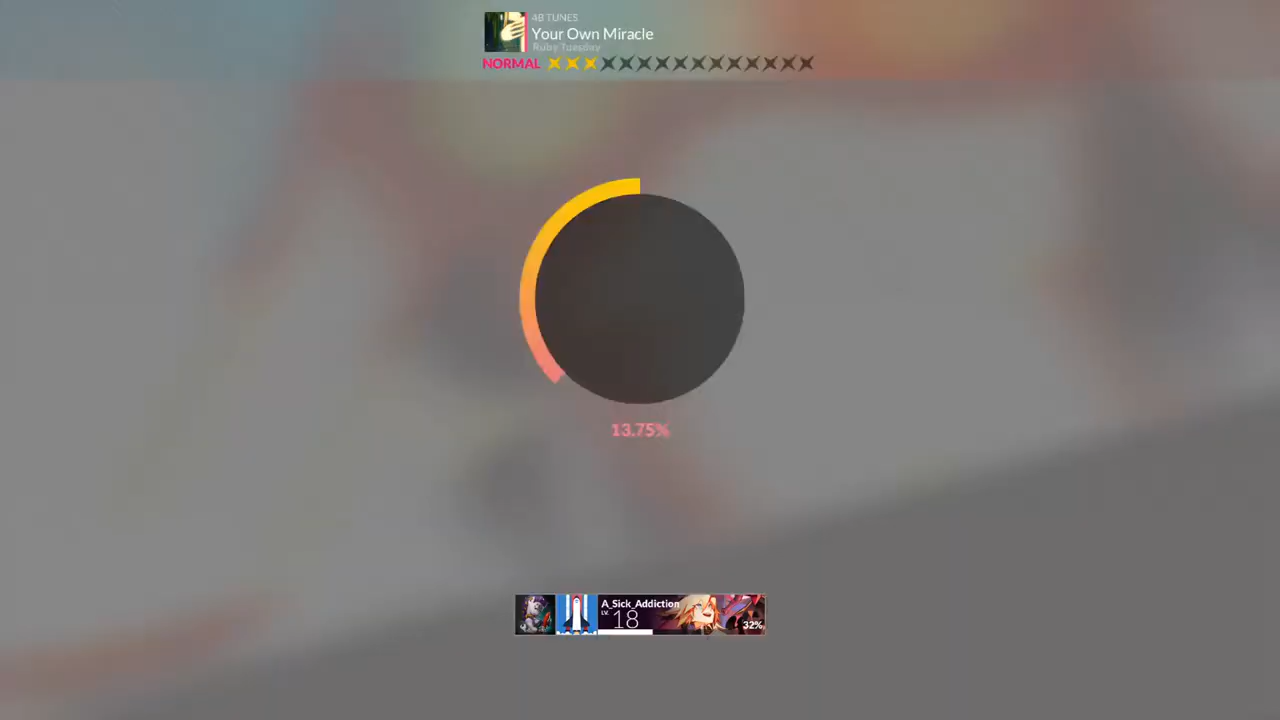 4B TUNES
Your Own Miracle
Ruby Tuesday
NORMAL
13.75%
A_Sick_Addiction
LV. 18
32%